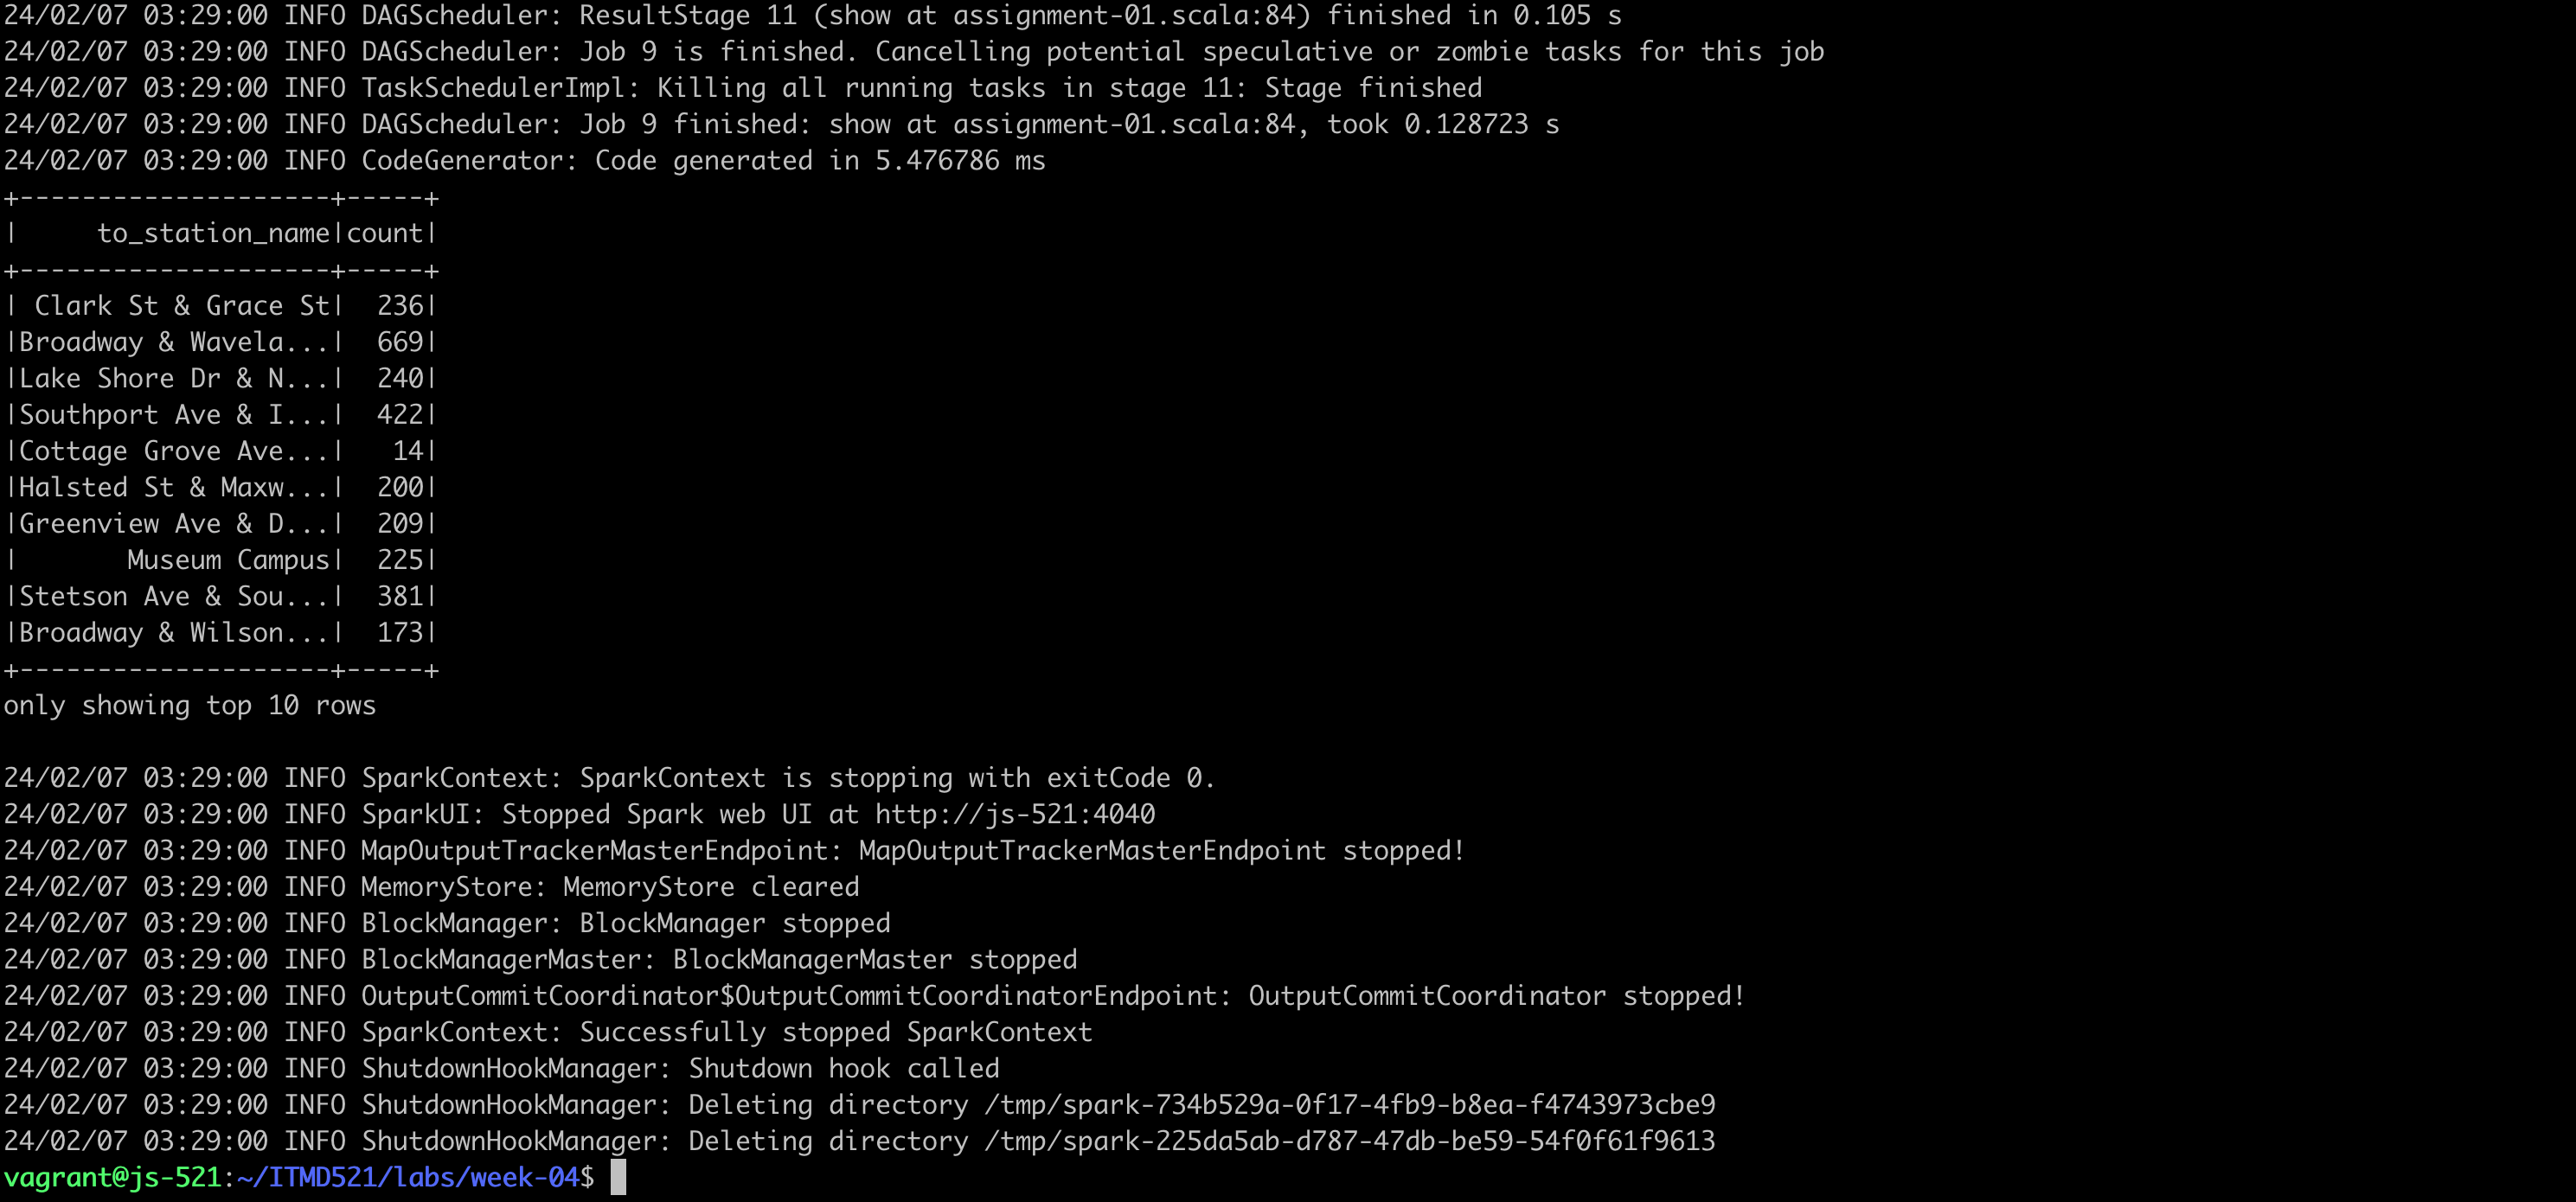 24/02/07 03:29:00 INFO DAGScheduler: ResultStage 11 (show at assignment-01.scala:84) finished in 0.105 s
24/02/07 03:29:00 INFO DAGScheduler: Job 9 is finished. Cancelling potential speculative or zombie tasks for this job
24/02/07 03:29:00 INFO TaskSchedulerImpl: Killing all running tasks in stage 11: Stage finished
24/02/07 03:29:00 INFO DAGScheduler: Job 9 finished: show at assignment-01.scala:84, took 0.128723 s
24/02/07 03:29:00 INFO CodeGenerator: Code generated in 5.476786 ms
+--------------------+-----+
|     to_station_name|count|
+--------------------+-----+
| Clark St & Grace St|  236|
|Broadway & Wavela...|  669|
|Lake Shore Dr & N...|  240|
|Southport Ave & I...|  422|
|Cottage Grove Ave...|   14|
|Halsted St & Maxw...|  200|
|Greenview Ave & D...|  209|
|       Museum Campus|  225|
|Stetson Ave & Sou...|  381|
|Broadway & Wilson...|  173|
+--------------------+-----+
only showing top 10 rows

24/02/07 03:29:00 INFO SparkContext: SparkContext is stopping with exitCode 0.
24/02/07 03:29:00 INFO SparkUI: Stopped Spark web UI at http://js-521:4040
24/02/07 03:29:00 INFO MapOutputTrackerMasterEndpoint: MapOutputTrackerMasterEndpoint stopped!
24/02/07 03:29:00 INFO MemoryStore: MemoryStore cleared
24/02/07 03:29:00 INFO BlockManager: BlockManager stopped
24/02/07 03:29:00 INFO BlockManagerMaster: BlockManagerMaster stopped
24/02/07 03:29:00 INFO OutputCommitCoordinator$OutputCommitCoordinatorEndpoint: OutputCommitCoordinator stopped!
24/02/07 03:29:00 INFO SparkContext: Successfully stopped SparkContext
24/02/07 03:29:00 INFO ShutdownHookManager: Shutdown hook called
24/02/07 03:29:00 INFO ShutdownHookManager: Deleting directory /tmp/spark-734b529a-0f17-4fb9-b8ea-f4743973cbe9
24/02/07 03:29:00 INFO ShutdownHookManager: Deleting directory /tmp/spark-225da5ab-d787-47db-be59-54f0f61f9613
vagrant@js-521:~/ITMD521/labs/week-04$